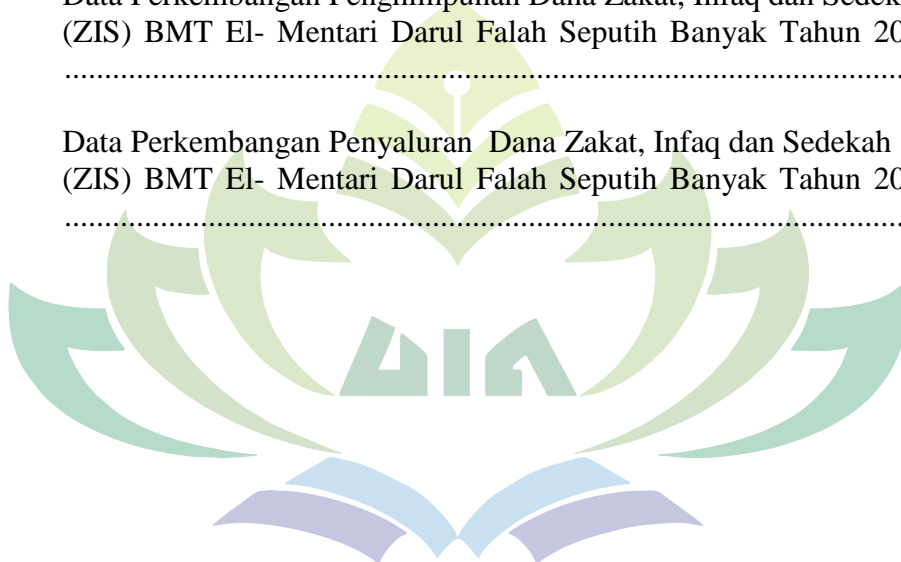 Data Perkembangan Penghimpunan Dana Zakat, Infaq dan Sedek
(ZIS) BMT El- Mentari Darul Falah Seputih Banyak Tahun 20
................................................................................................
Data Perkembangan Penyaluran Dana Zakat, Infaq dan Sedekah
(ZIS) BMT El- Mentari Darul Falah Seputih Banyak Tahun 20
................................................................................................
UIN